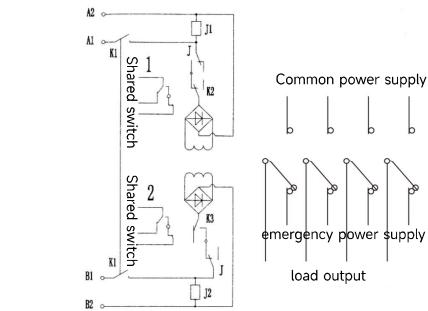 A2
J1
A1
K1
J
Shared switch
1
K2
Common power supply
Shared switch
2
K3
emergency power supply
K1
J
load output
B1
J2
B2